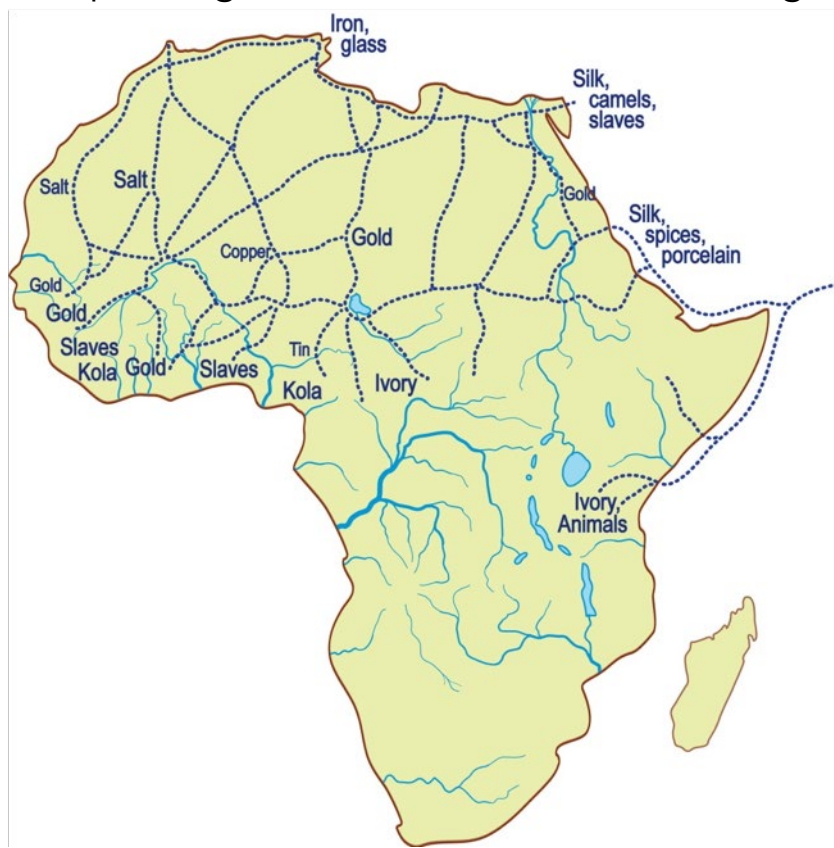 Iron,
glass
Silk,
camels,
slaves
Salt
Salt
Gold
Silk,
spices,
porcelain
Copper
Gold
Gold
Gold
Slaves
Kola
Gold
Slaves
Tin
Kola
Ivory
Ivory,
Animals